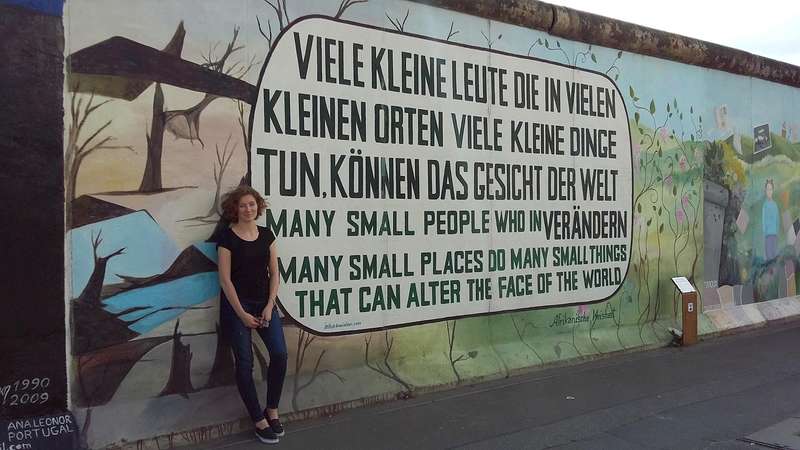 VIELE KLEINE LEUTE DIE IN VIELEN
KLEINEN ORTEN VIELE KLEINE DINGE
TUN, KÖNNEN DAS GESICHT DER WELT
VERÄNDERN
MANY SMALL PEOPLE WHO IN
MANY SMALL PLACES DO MANY SMALL THINGS
THAT CAN ALTER THE FACE OF THE WORLD
Afrikanische Weisheit
1990
2009
ANA LEONOR
PORTUGAL